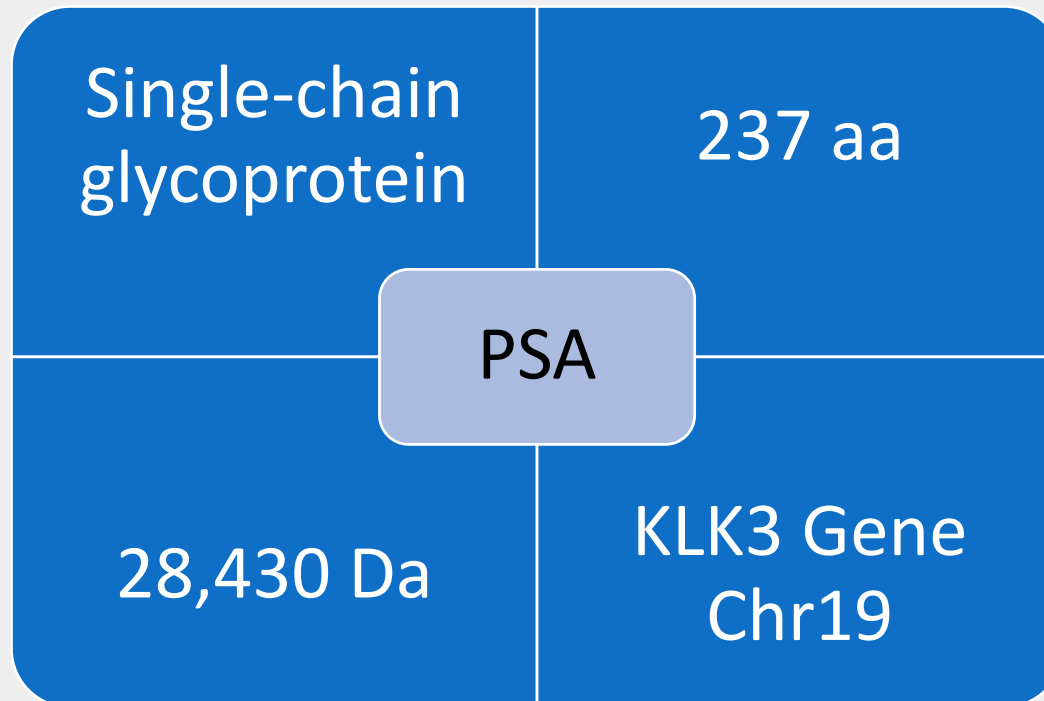 Single-chain
glycoprotein
237 aa
PSA
28,430 Da
KLK3 Gene
Chr19